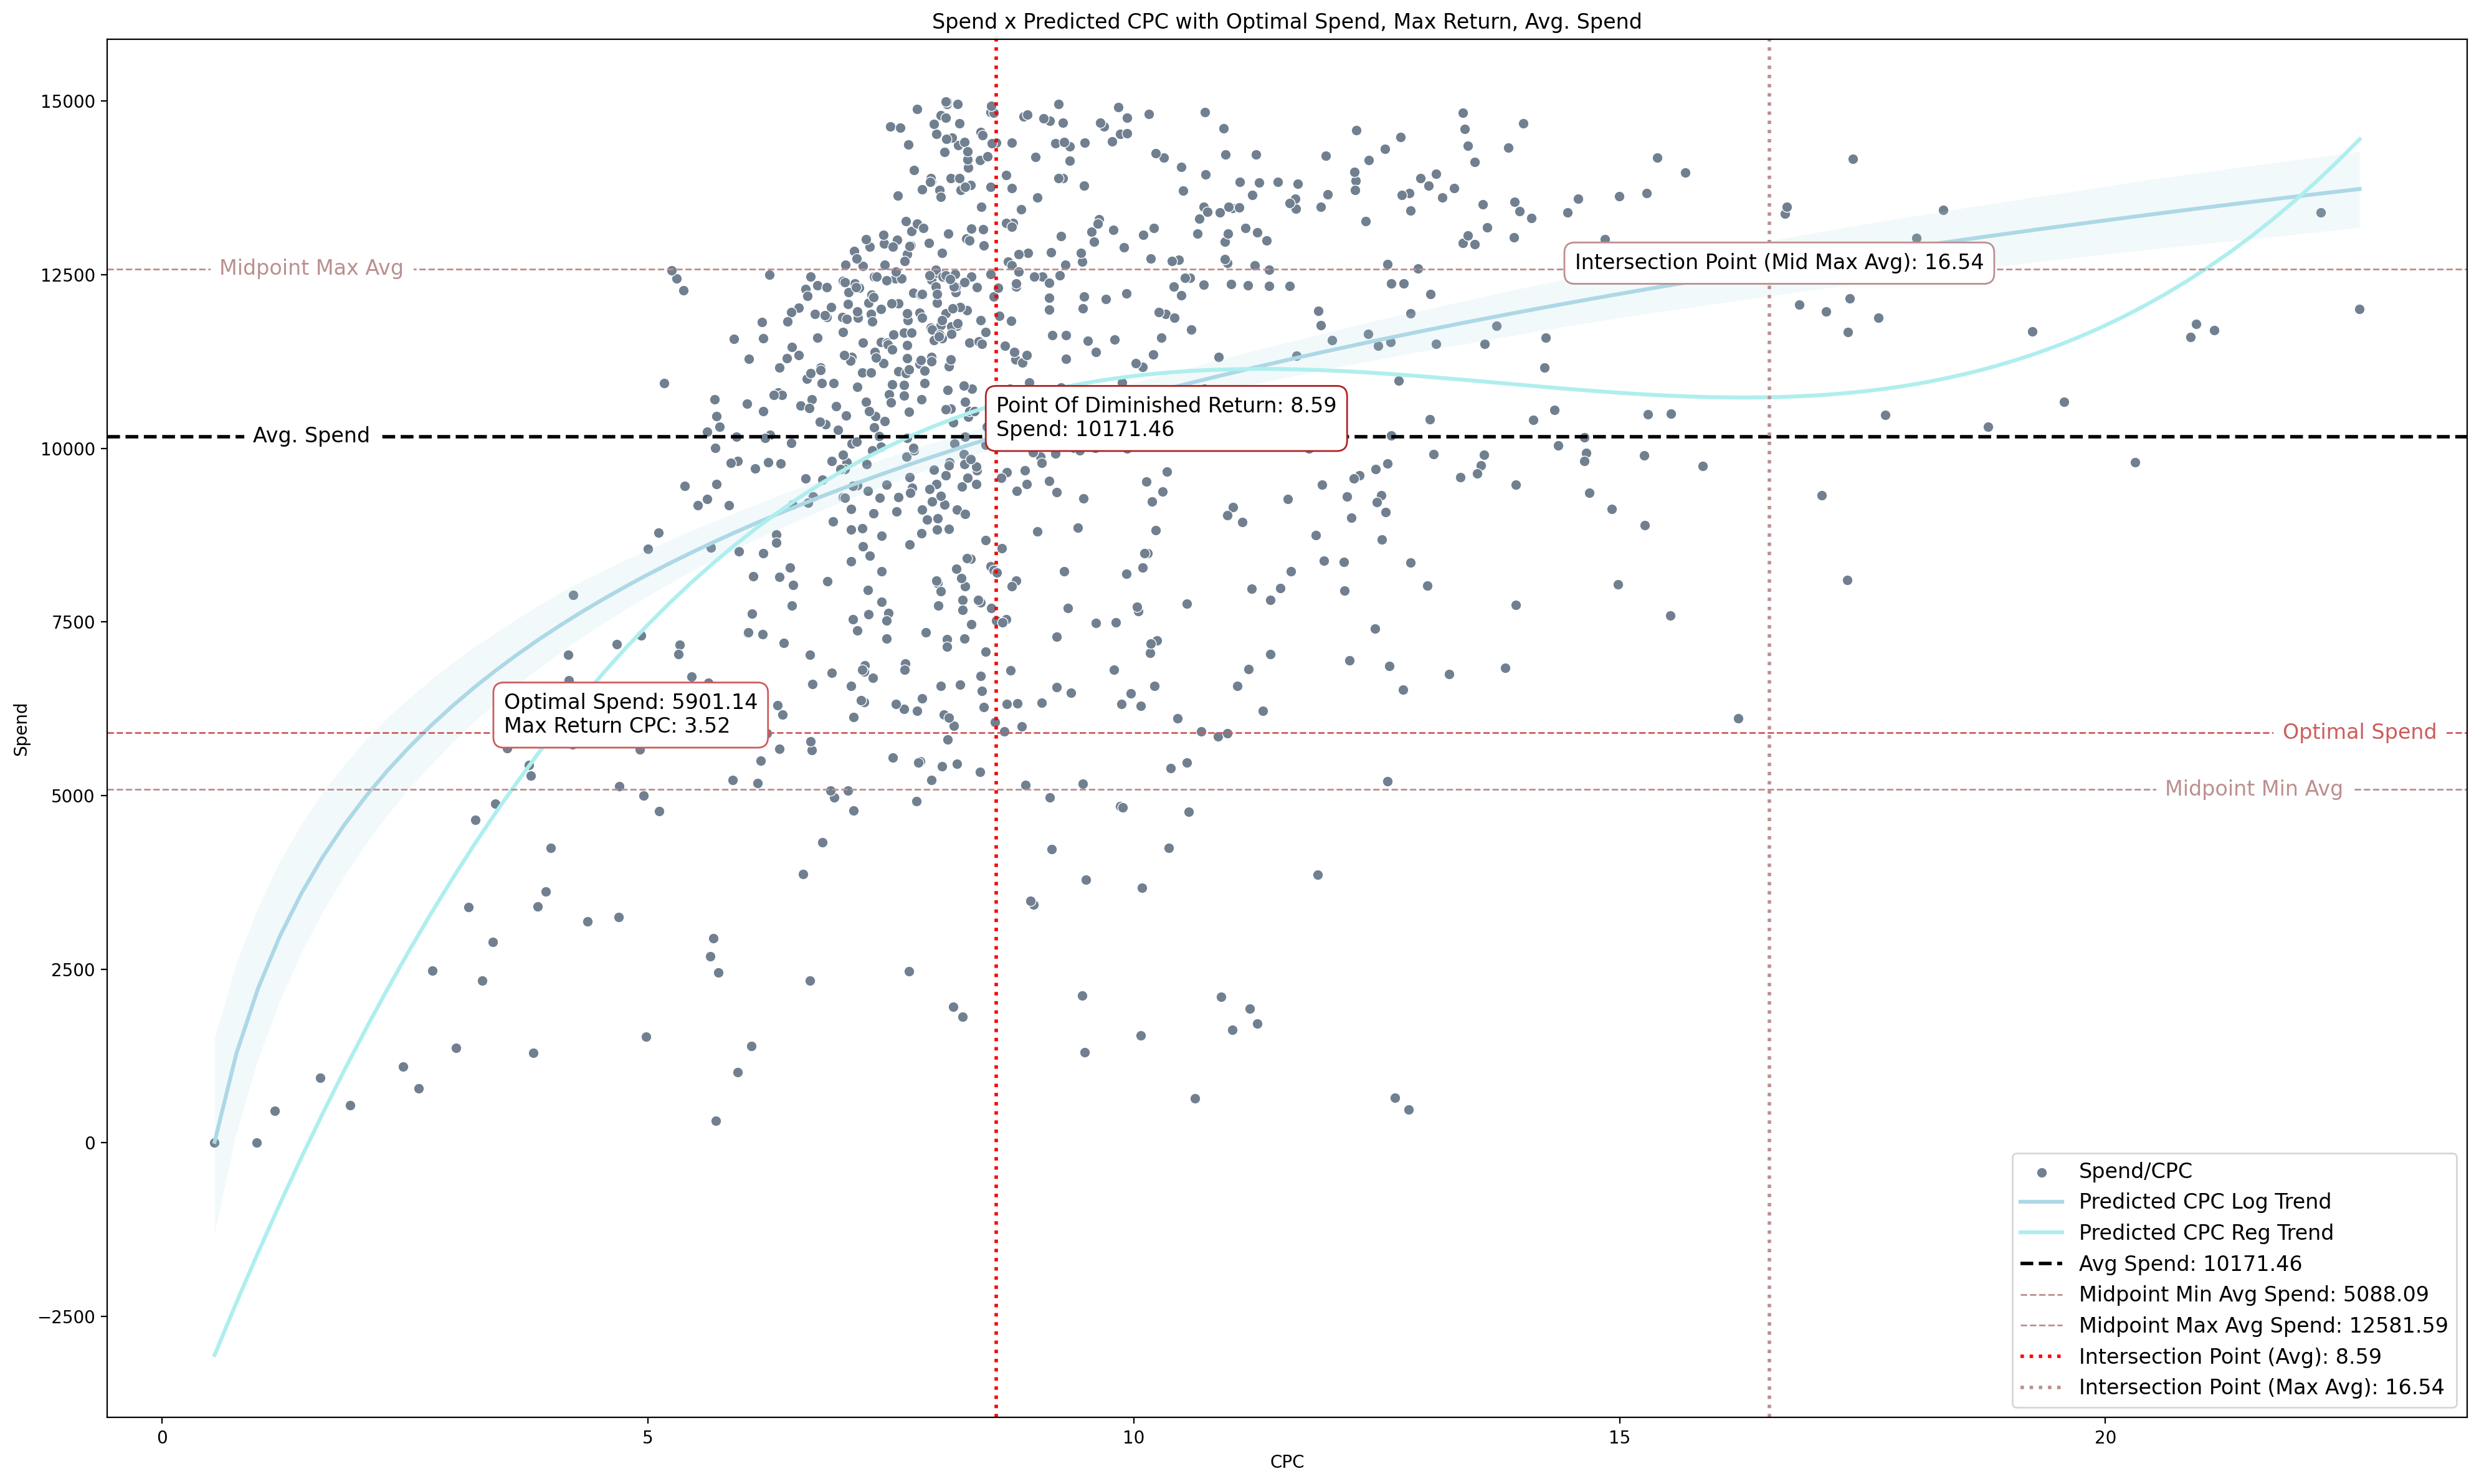 Spend x Predicted CPC with Optimal Spend, Max Return, Avg. Spend
15000
12500
10000
7500
5000
2500
0
−2500
Spend
Midpoint Max Avg
Intersection Point (Mid Max Avg): 16.54
Avg. Spend
Point Of Diminished Return: 8.59
Spend: 10171.46
Optimal Spend: 5901.14
Max Return CPC: 3.52
Optimal Spend
Midpoint Min Avg
Spend/CPC
Predicted CPC Log Trend
Predicted CPC Reg Trend
Avg Spend: 10171.46
Midpoint Min Avg Spend: 5088.09
Midpoint Max Avg Spend: 12581.59
Intersection Point (Avg): 8.59
Intersection Point (Max Avg): 16.54
0 5 10 15 20
CPC